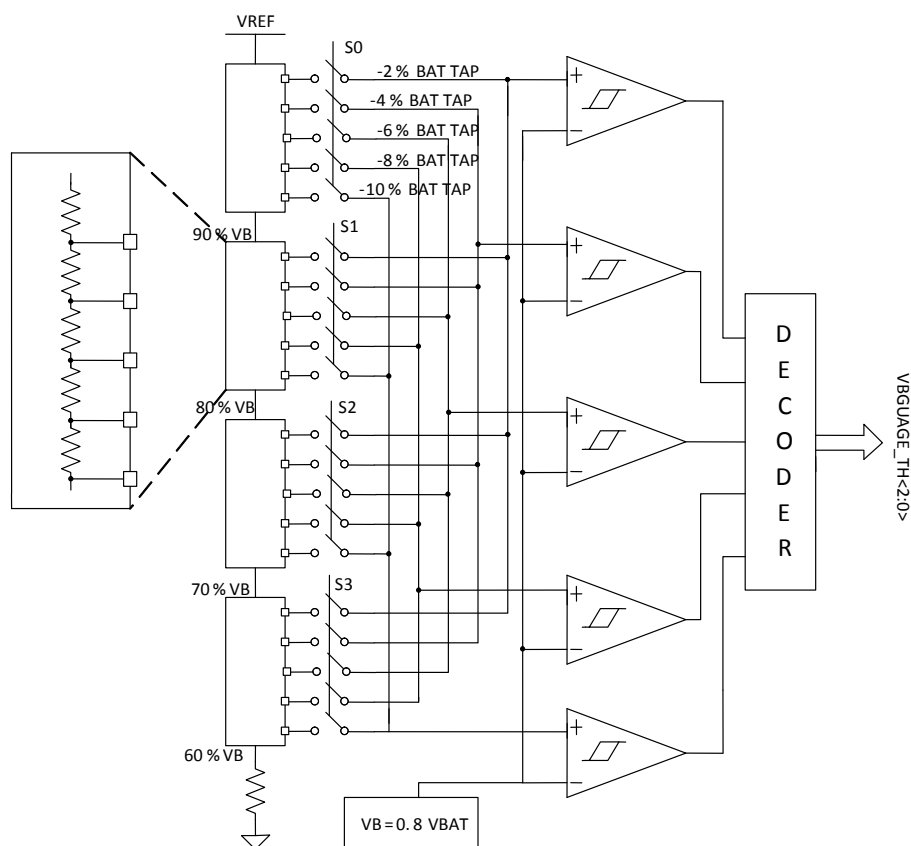 VREF
S0
-2 % BAT TAP
-4 % BAT TAP
-6 % BAT TAP
-8 % BAT TAP
-10 % BAT TAP
90 % VB
S1
80 % VB
S2
70 % VB
S3
60 % VB
VB = 0. 8 VBAT
+
−
+
−
+
−
+
−
+
−
DECODER
VBGUAGE_TH<2:0>